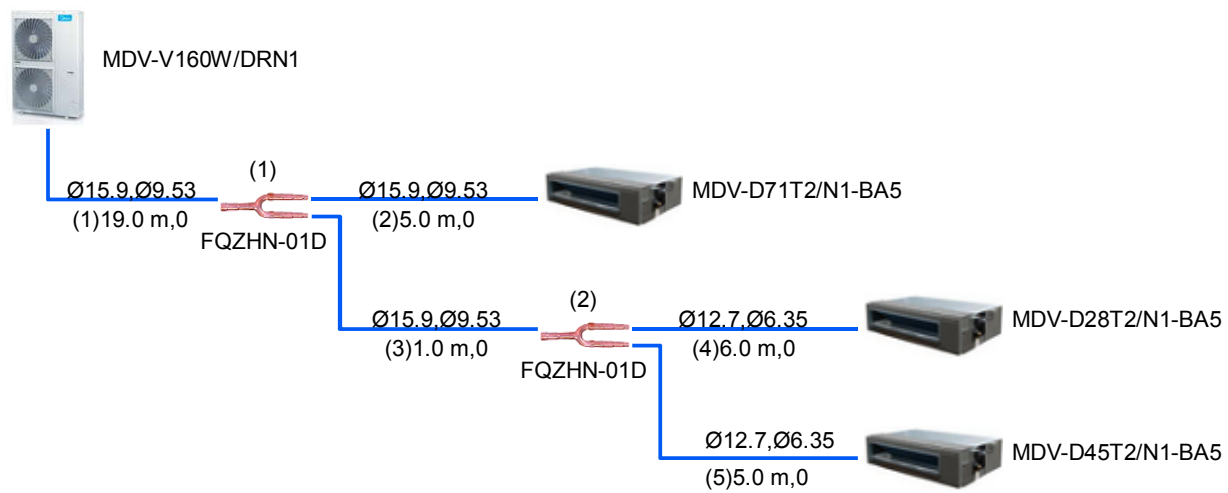 MDV-V160W/DRN1
(1)
Ø15.9,Ø9.53
(1)19.0 m,0
FQZHN-01D
Ø15.9,Ø9.53
(2)5.0 m,0
MDV-D71T2/N1-BA5
Ø15.9,Ø9.53
(3)1.0 m,0
(2)
FQZHN-01D
Ø12.7,Ø6.35
(4)6.0 m,0
MDV-D28T2/N1-BA5
Ø12.7,Ø6.35
(5)5.0 m,0
MDV-D45T2/N1-BA5